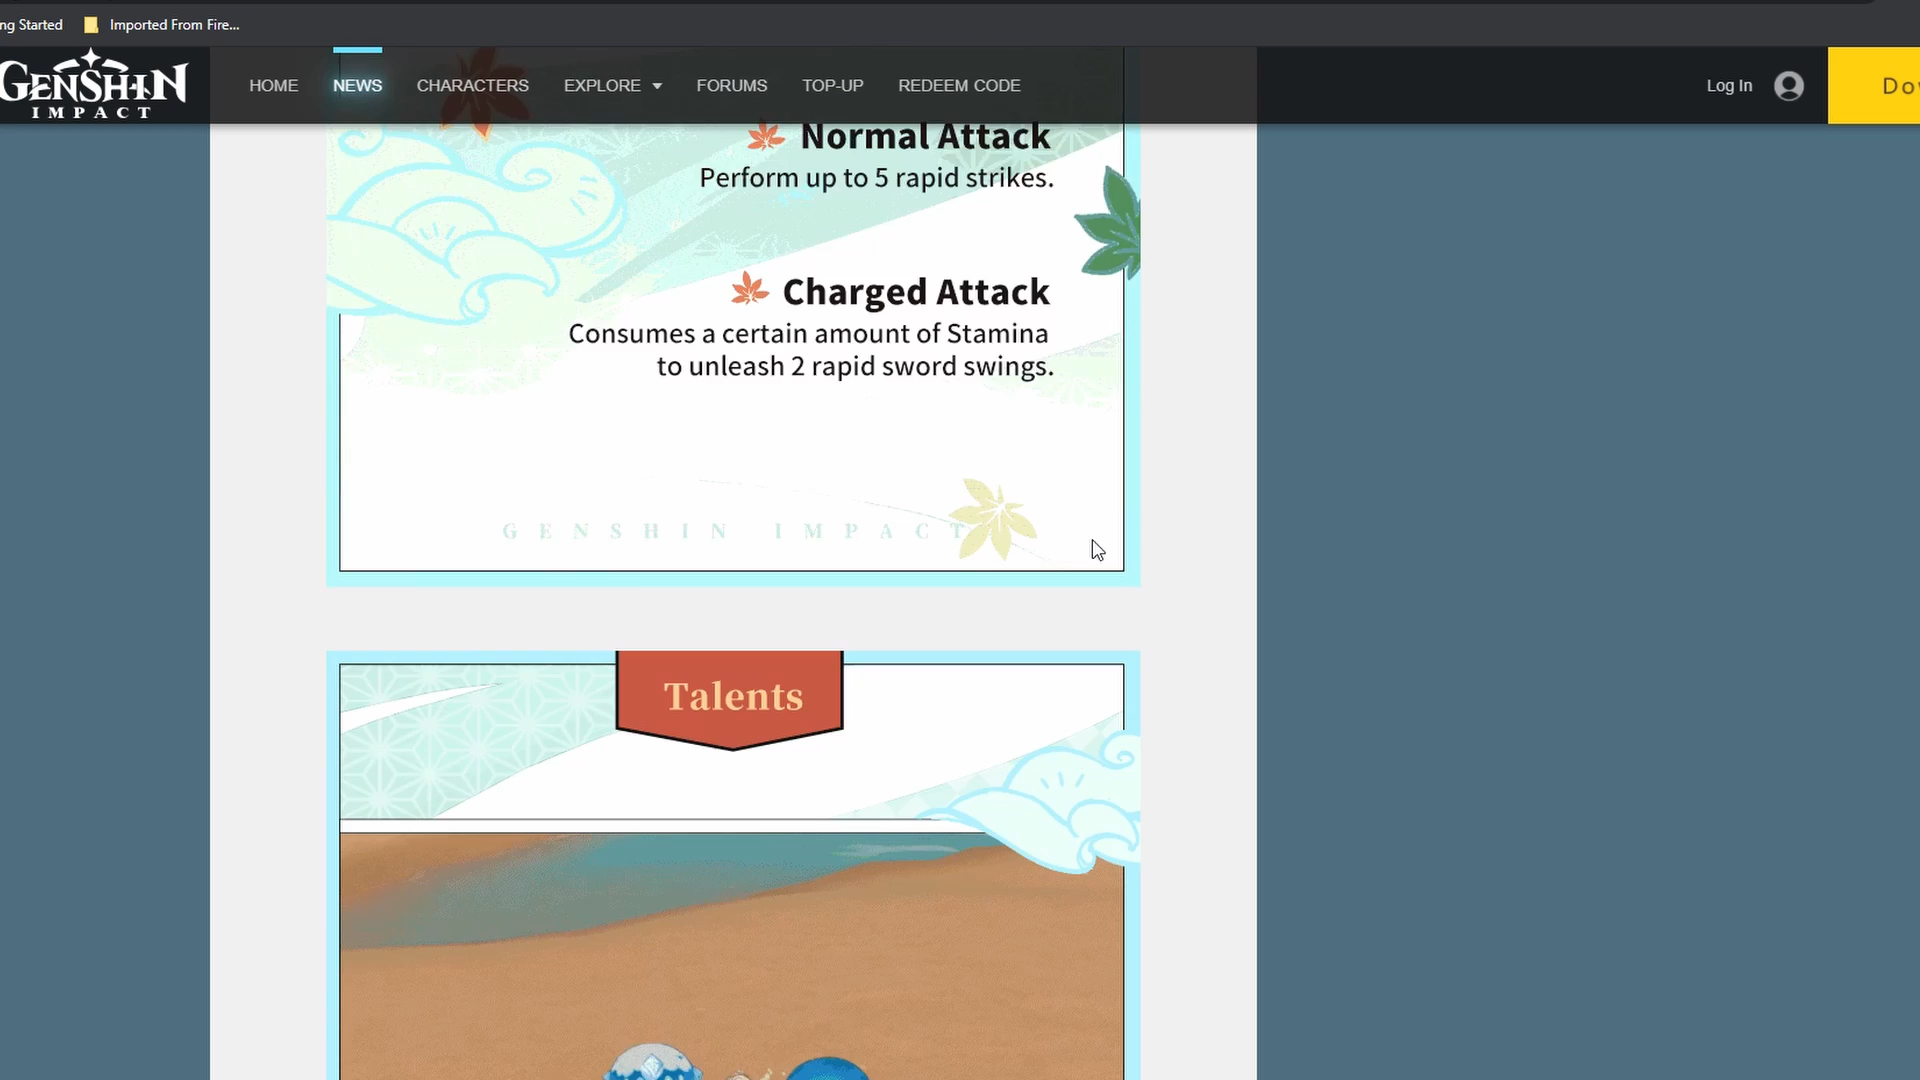 ng Started
Imported From Fire...
GENSHIN
IMPACT
HOME
NEWS
CHARACTERS
EXPLORE
FORUMS
TOP-UP
REDEEM CODE
Log In
Do
Normal Attack
Perform up to 5 rapid strikes.
Charged Attack
Consumes a certain amount of Stamina
to unleash 2 rapid sword swings.
GENSHIN IMPACT
Talents